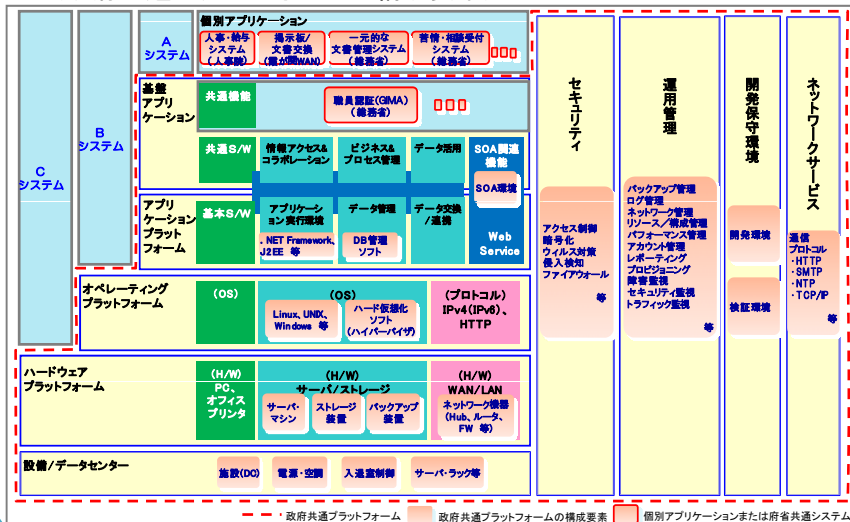 個別アプリケーション
A
システム
人事・給与
システム
(人事院)
掲示板/
文書交換
(霞が関WAN)
一元的な
文書管理システム
(総務省)
苦情・相談受付
システム
(総務省)
B
システム
C
システム
基盤
アプリ
ケーション
共通機能
職員認証(GIMA)
(総務省)
共通S/W
情報アクセス&
コラボレーション
ビジネス&
プロセス管理
データ活用
SOA関連
機能
SOA環境
アプリ
ケーション
プラット
フォーム
基本S/W
アプリケーシ
ョン実行環境
.NET Framework、
J2EE 等
データ管理
DB管理
ソフト
データ交換
/連携
Web
Service
オペレーティング
プラットフォーム
(OS)
(OS)
Linux、UNIX、
Windows 等
ハード仮想化
ソフト
(ハイパーバイザ)
(プロトコル)
IPv4(IPv6)、
HTTP
ハードウェア
プラットフォーム
(H/W)
PC、
オフィス
プリンタ
(H/W)
サーバ/ストレージ
サーバ・
マシン
ストレージ
装置
バックアップ
装置
(H/W)
WAN/LAN
ネットワーク機器
(Hub、ルータ、
FW 等)
設備/データセンター
施設(DC)
電源・空調
入退室制御
サーバ・ラック等
セキュリティ
アクセス制御
暗号化
ウィルス対策
侵入検知
ファイアウォール
等
運用管理
バックアップ管理
ログ管理
ネットワーク管理
リソース/構成管理
パフォーマンス管理
アカウント管理
レポーティング
プロビジョニング
障害監視
セキュリティ監視
トラフィック監視
等
開発保守環境
開発環境
検証環境
ネットワークサービス
通信
プロトコル
・HTTP
・SMTP
・NTP
・TCP/IP
等
政府共通プラットフォーム
政府共通プラットフォームの構成要素
個別アプリケーションまたは府省共通システム